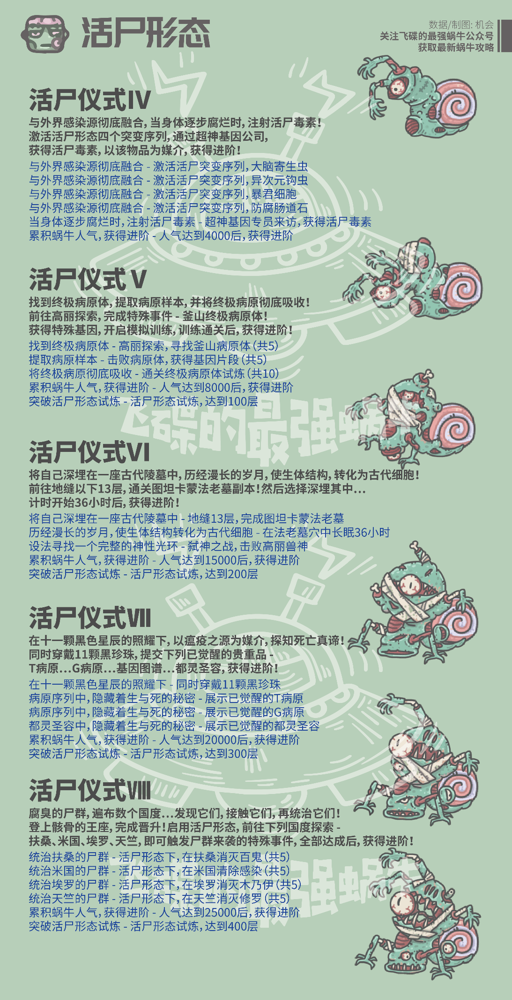 活尸形态
数据/制图: 机会
关注飞碟的最强蜗牛公众号
获取最新蜗牛攻略
活尸仪式IV
与外界感染源彻底融合, 当身体逐步腐烂时, 注射活尸毒素!
激活活尸形态四个突变序列, 通过超神基因公司,
获得活尸毒素, 以该物品为媒介, 获得进阶!
与外界感染源彻底融合 - 激活活尸突变序列, 大脑寄生虫
与外界感染源彻底融合 - 激活活尸突变序列, 异次元钩虫
与外界感染源彻底融合 - 激活活尸突变序列, 暴君细胞
与外界感染源彻底融合 - 激活活尸突变序列, 防腐肠道石
当身体逐步腐烂时, 注射活尸毒素 - 超神基因专员来访, 获得活尸毒素
累积蜗牛人气, 获得进阶 - 人气达到4000后, 获得进阶
活尸仪式 V
找到终极病原体, 提取病原样本, 并将终极病原彻底吸收!
前往高丽探索, 完成特殊事件 - 釜山终极病原体!
获得特殊基因, 开启模拟训练, 训练通关后, 获得进阶!
找到终极病原体 - 高丽探索, 寻找釜山病原体 (共5)
提取病原样本 - 击败病原体, 获得基因片段 (共5)
将终极病原彻底吸收 - 通关终极病原体试炼 (共10)
累积蜗牛人气, 获得进阶 - 人气达到8000后, 获得进阶
突破活尸形态试炼 - 活尸形态试炼, 达到100层
飞碟的最强蜗牛
活尸仪式VI
将自己深埋在一座古代陵墓中, 历经漫长的岁月, 使生体结构, 转化为古代细胞!
前往地缝以下13层, 通关图坦卡蒙法老墓副本! 然后选择深埋其中...
计时开始36小时后, 获得进阶!
将自己深埋在一座古代陵墓中 - 地缝13层, 完成图坦卡蒙法老墓
历经漫长的岁月, 使生体结构转化为古代细胞 - 在法老墓穴中长眠36小时
设法寻找一个完整的神性光环 - 弑神之战, 击败高丽兽神
累积蜗牛人气, 获得进阶 - 人气达到15000后, 获得进阶
突破活尸形态试炼 - 活尸形态试炼, 达到200层
活尸仪式VII
在十一颗黑色星辰的照耀下, 以瘟疫之源为媒介, 探知死亡真谛!
同时穿戴11颗黑珍珠, 提交下列已觉醒的贵重品 -
T病原...G病原...基因图谱...都灵圣容, 获得进阶!
在十一颗黑色星辰的照耀下 - 同时穿戴11颗黑珍珠
病原序列中, 隐藏着生与死的秘密 - 展示已觉醒的T病原
病原序列中, 隐藏着生与死的秘密 - 展示已觉醒的G病原
都灵圣容中, 隐藏着生与死的秘密 - 展示已觉醒的都灵圣容
累积蜗牛人气, 获得进阶 - 人气达到20000后, 获得进阶
突破活尸形态试炼 - 活尸形态试炼, 达到300层
活尸仪式VIII
腐臭的尸群, 遍布数个国度...发现它们, 接触它们, 再统治它们!
登上骸骨的王座, 完成晋升! 启用活尸形态, 前往下列国度探索 -
扶桑、米国、埃罗、天竺, 即可触发尸群来袭的特殊事件, 全部达成后, 获得进阶!
统治扶桑的尸群 - 活尸形态下, 在扶桑消灭百鬼 (共5)
统治米国的尸群 - 活尸形态下, 在米国清除感染 (共5)
统治埃罗的尸群 - 活尸形态下, 在埃罗消灭木乃伊 (共5)
统治天竺的尸群 - 活尸形态下, 在天竺消灭修罗 (共5)
累积蜗牛人气, 获得进阶 - 人气达到25000后, 获得进阶
突破活尸形态试炼 - 活尸形态试炼, 达到400层
飞碟的最强蜗牛